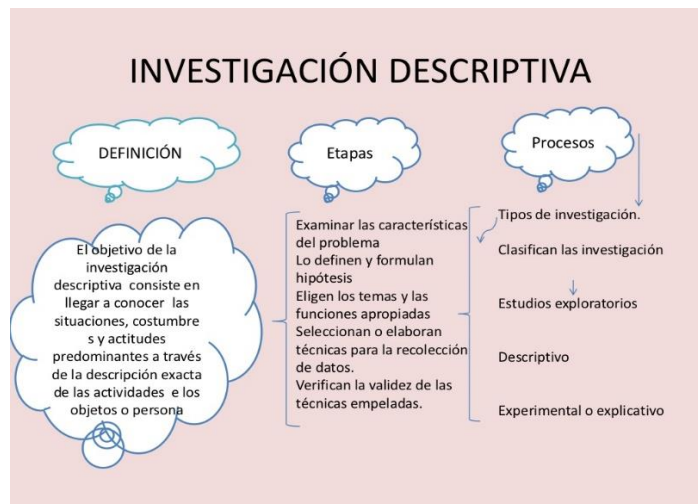 INVESTIGACIÓN DESCRIPTIVA
DEFINICIÓN
El objetivo de la
investigación
descriptiva consiste en
llegar a conocer las
situaciones, costumbre
s y actitudes
predominantes a través
de la descripción exacta
de las actividades e los
objetos o persona
Etapas
Examinar las características
del problema
Lo definen y formulan
hipótesis
Eligen los temas y las
funciones apropiadas
Seleccionan o elaboran
técnicas para la recolección
de datos.
Verifican la validez de las
técnicas empeladas.
Procesos
Tipos de investigación.
Clasifican las investigación
Estudios exploratorios
Descriptivo
Experimental o explicativo